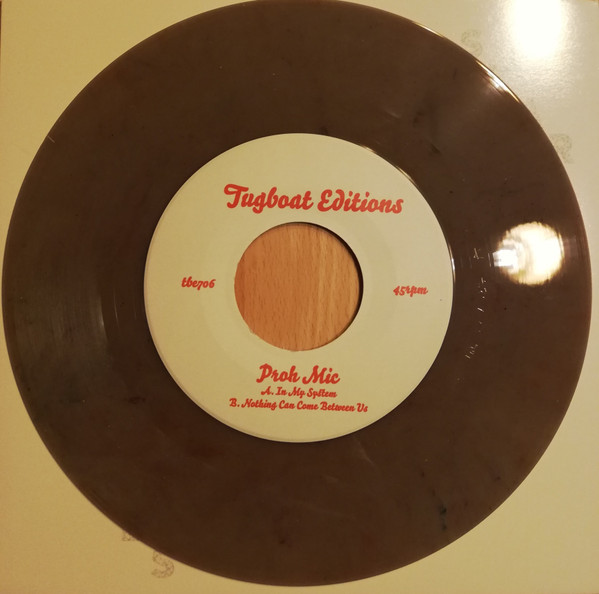 Tugboat Editions
tbe706
45rpm
Proh Mic
A. In My System
B. Nothing Can Come Between Us